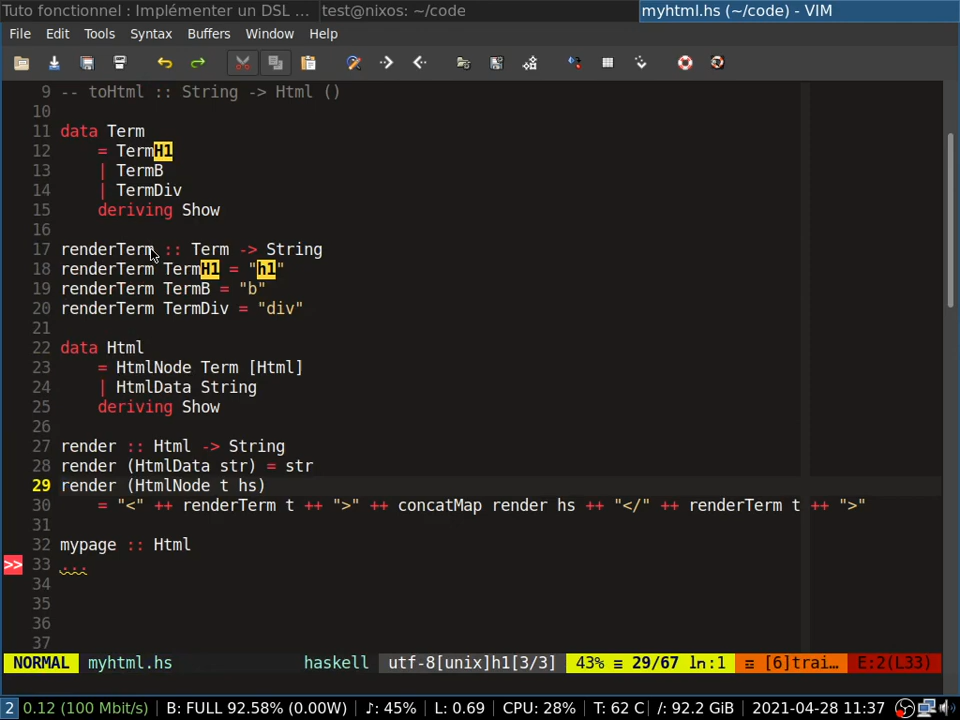 Tuto fonctionnel : Implémenter un DSL ...
test@nixos: ~/code
myhtml.hs (~/code) - VIM
File Edit Tools Syntax Buffers Window Help
9 -- toHtml :: String -> Html ()
10
11 data Term
12     = TermH1
13     | TermB
14     | TermDiv
15     deriving Show
16
17 renderTerm :: Term -> String
18 renderTerm TermH1 = "h1"
19 renderTerm TermB = "b"
20 renderTerm TermDiv = "div"
21
22 data Html
23     = HtmlNode Term [Html]
24     | HtmlData String
25     deriving Show
26
27 render :: Html -> String
28 render (HtmlData str) = str
29 render (HtmlNode t hs)
30     = "<" ++ renderTerm t ++ ">" ++ concatMap render hs ++ "</" ++ renderTerm t ++ ">"
31
32 mypage :: Html
>> 33 ...
34
35
36
37
NORMAL myhtml.hs haskell utf-8[unix]h1[3/3] 43% ≡ 29/67 ln:1 ≡ [6]trai… E:2(L33)
2 0.12 (100 Mbit/s) B: FULL 92.58% (0.00W) ♪: 45% L: 0.69 CPU: 28% T: 62 C /: 92.2 GiB 2021-04-28 11:37